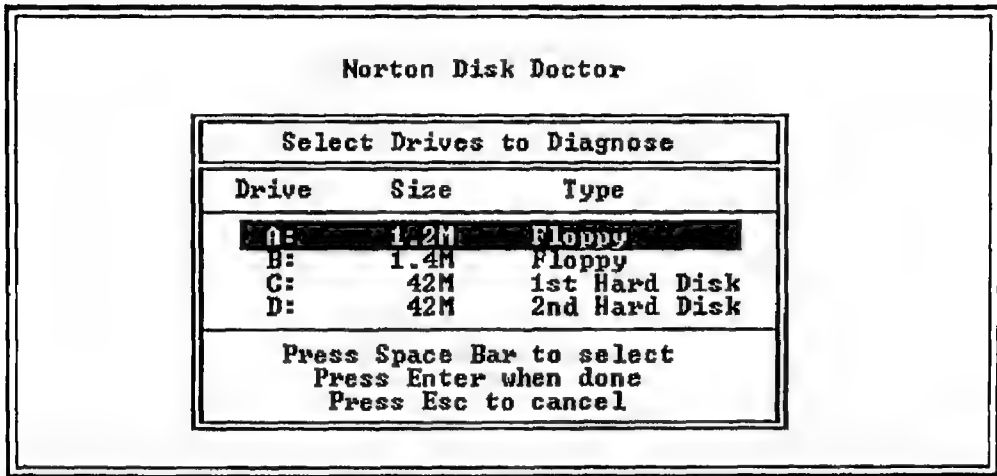 Norton Disk Doctor
Select Drives to Diagnose
Drive Size Type
A: 1.2M Floppy
B: 1.4M Floppy
C: 42M 1st Hard Disk
D: 42M 2nd Hard Disk
Press Space Bar to select
Press Enter when done
Press Esc to cancel